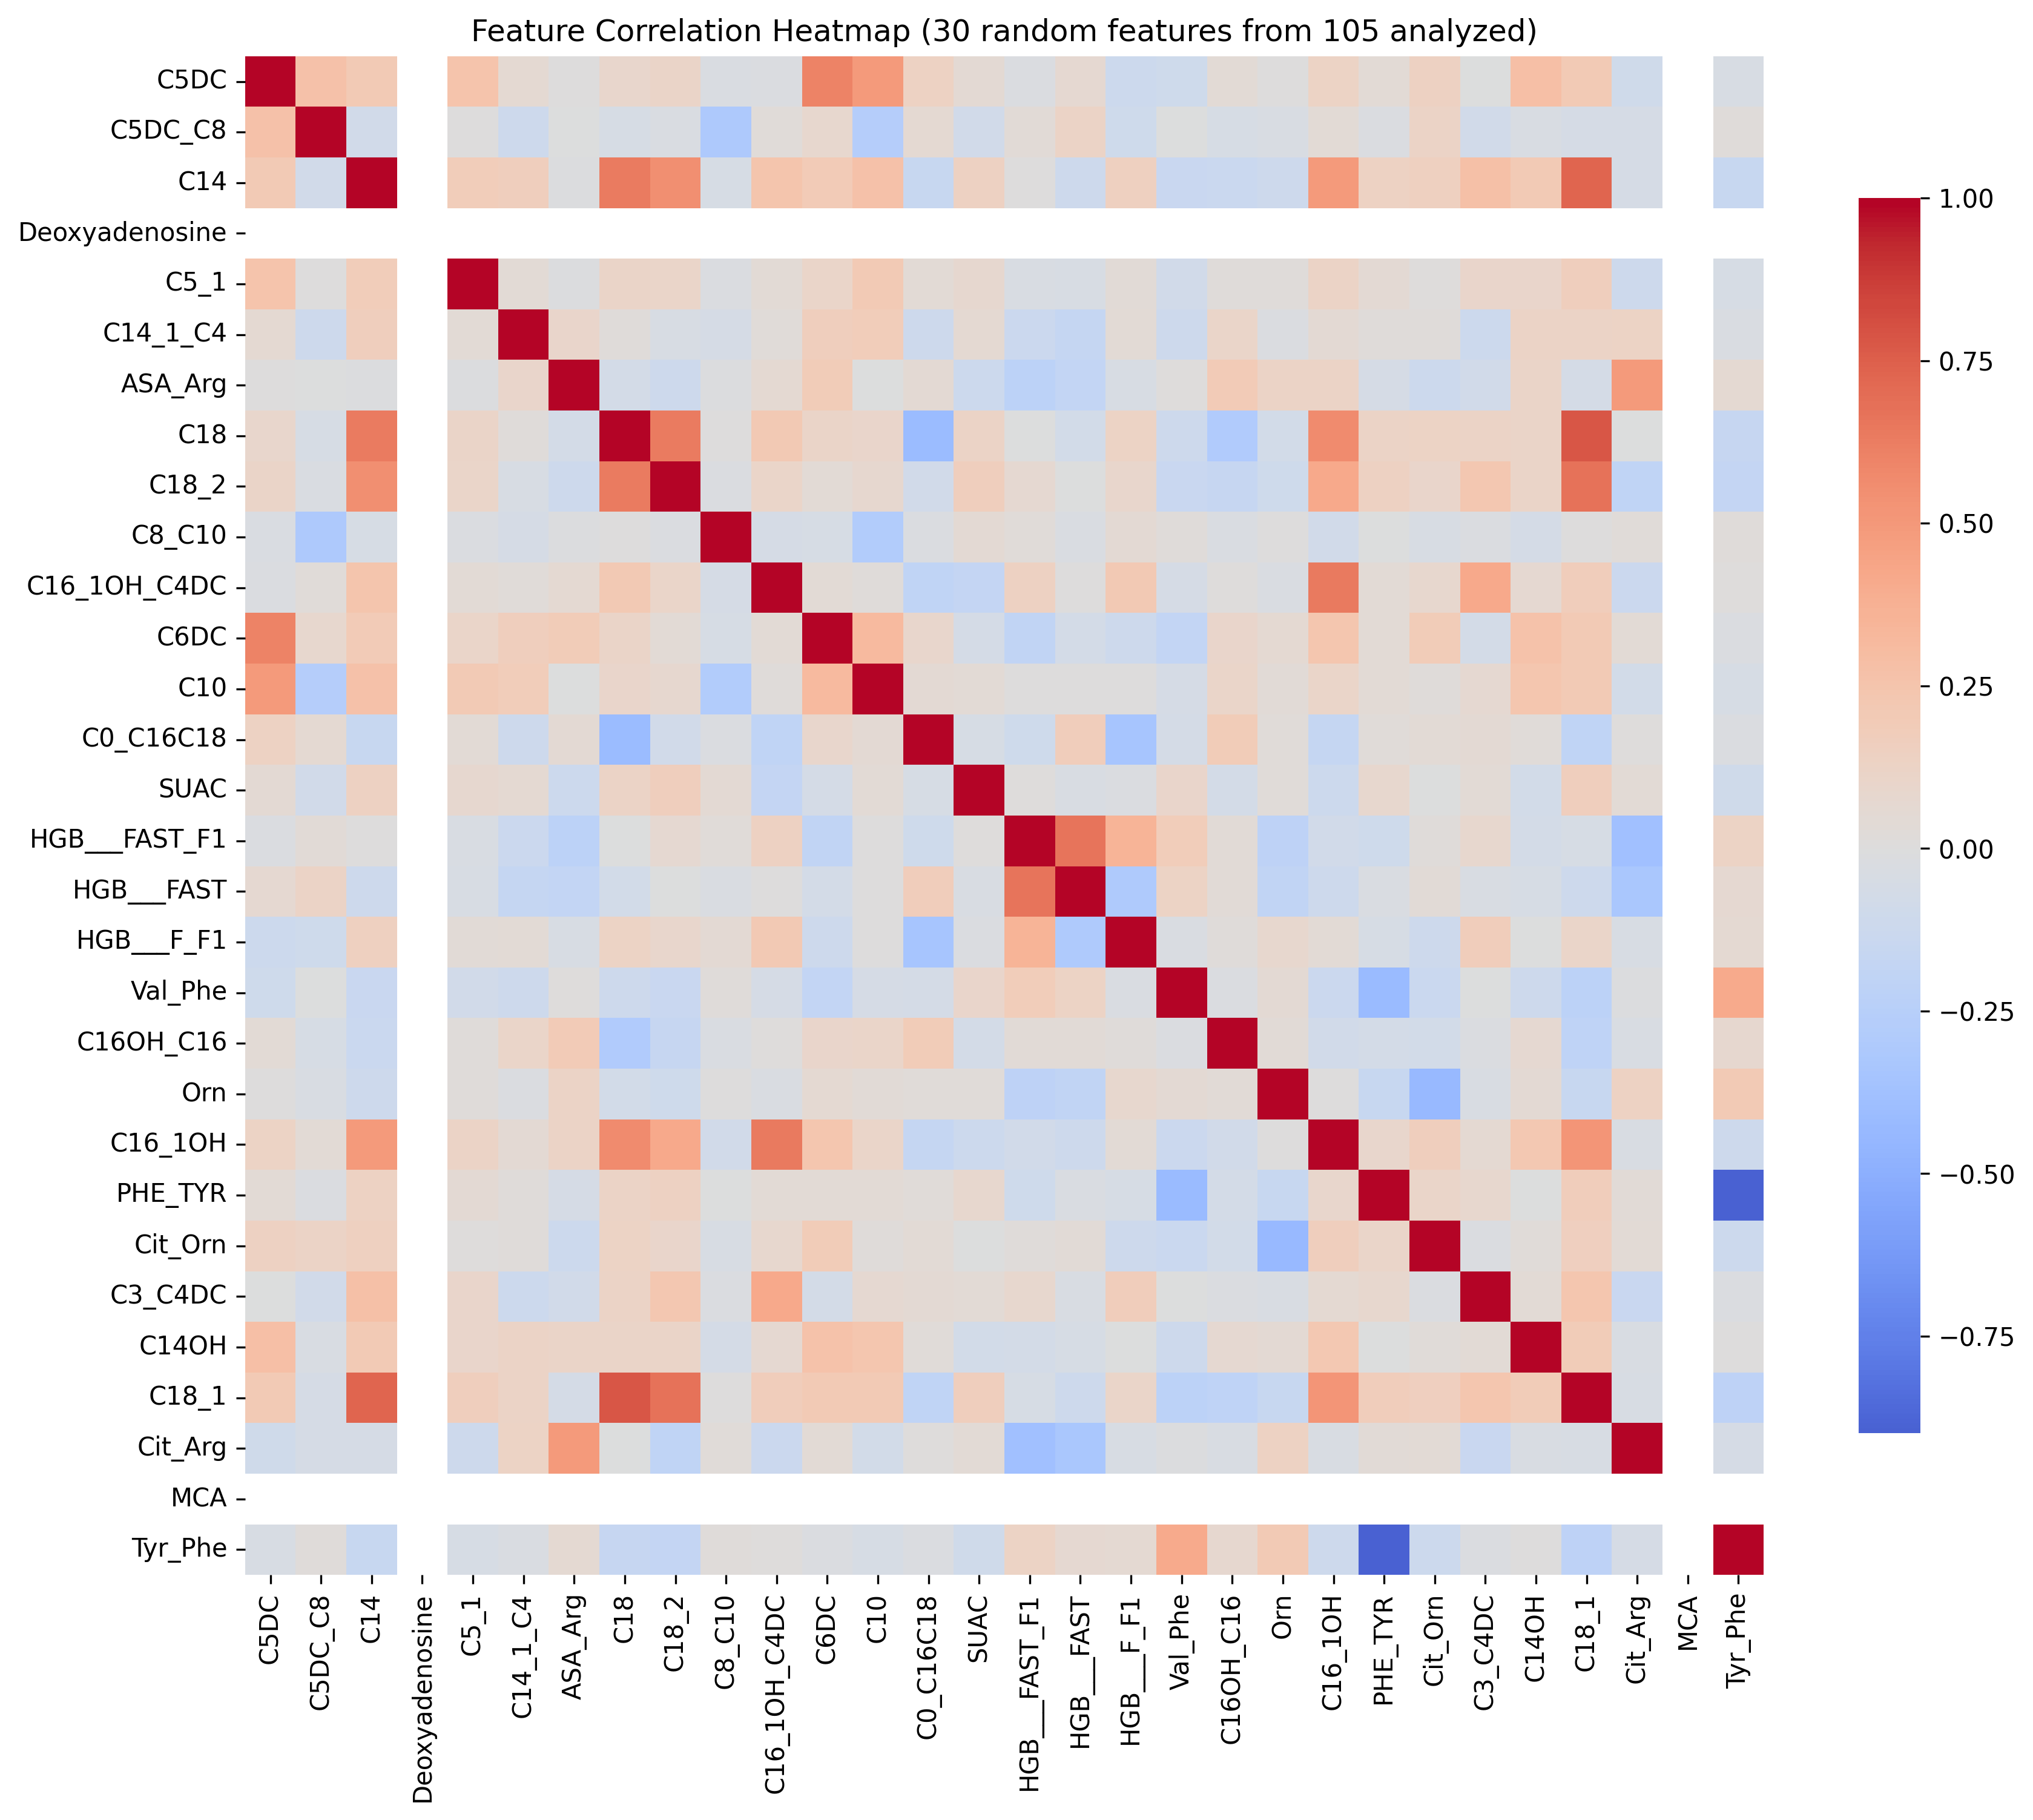 Feature Correlation Heatmap (30 random features from 105 analyzed)
C5DC
C5DC_C8
C14
Deoxyadenosine
C5_1
C14_1_C4
ASA_Arg
C18
C18_2
C8_C10
C16_1OH_C4DC
C6DC
C10
C0_C16C18
SUAC
HGB___FAST_F1
HGB___FAST
HGB___F_F1
Val_Phe
C16OH_C16
Orn
C16_1OH
PHE_TYR
Cit_Orn
C3_C4DC
C14OH
C18_1
Cit_Arg
MCA
Tyr_Phe
C5DC
C5DC_C8
C14
Deoxyadenosine
C5_1
C14_1_C4
ASA_Arg
C18
C18_2
C8_C10
C16_1OH_C4DC
C6DC
C10
C0_C16C18
SUAC
HGB___FAST_F1
HGB___FAST
HGB___F_F1
Val_Phe
C16OH_C16
Orn
C16_1OH
PHE_TYR
Cit_Orn
C3_C4DC
C14OH
C18_1
Cit_Arg
MCA
Tyr_Phe
1.00
0.75
0.50
0.25
0.00
−0.25
−0.50
−0.75